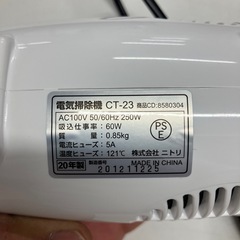 電気掃除機 CT-23 商品CD:8580304
AC100V 50/60Hz 250W
吸込仕事率: 60W
質量: 0.85kg
電流ヒューズ: 5A
温度ヒューズ: 121℃
PSE
株式会社 ニトリ
20年製 製造番号 MADE IN CHINA
201211225